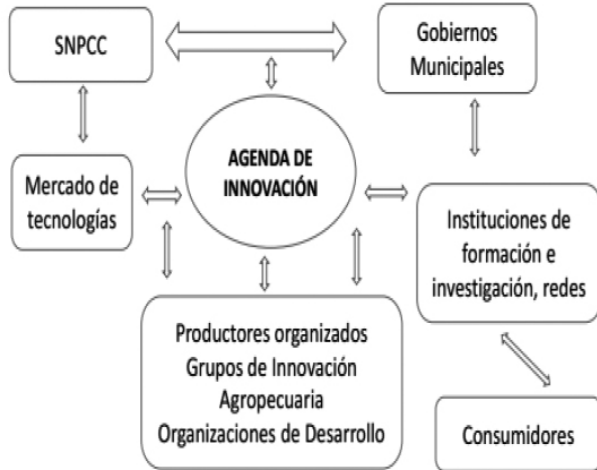 SNPCC
Gobiernos
Municipales
AGENDA DE
INNOVACIÓN
Mercado de
tecnologías
Instituciones de
formación e
investigación, redes
Productores organizados
Grupos de Innovación
Agropecuaria
Organizaciones de Desarrollo
Consumidores